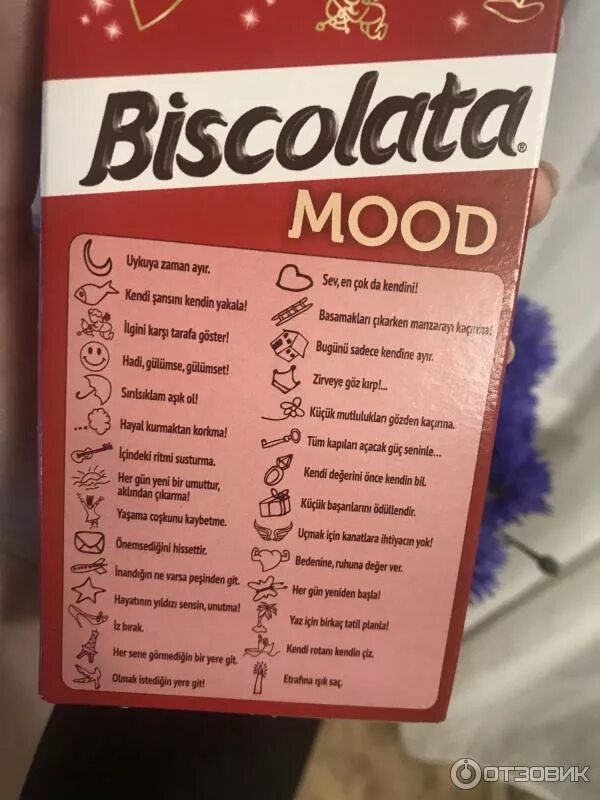 Biscolata®
MOOD
Uykuya zaman ayır.
Kendi şansını kendin yakala!
İlgini karşı tarafa göster!
Hadi, gülümse, gülümset!
Sırılsıklam aşık ol!
Hayal kurmaktan korkma!
İçindeki ritmi susturma.
Her gün yeni bir umuttur,
aklından çıkarma!
Yaşama coşkunu kaybetme.
Önemsediğini hissettir.
İnandığın ne varsa peşinden git.
Hayatının yıldızı sensin, unutma!
İz bırak.
Her sene görmediğin bir yere git.
Olmak istediğin yere git!
Sev, en çok da kendini!
Basamakları çıkarken manzarayı kaçırma!
Bugünü sadece kendine ayır.
Zirveye göz kırp!...
Küçük mutlulukları gözden kaçırma.
Tüm kapıları açacak güç seninle...
Kendi değerini önce kendin bil.
Küçük başarılarını ödüllendir.
Uçmak için kanatlara ihtiyacın yok!
Bedenine, ruhuna değer ver.
Her gün yeniden başla!
Yaz için birkaç tatil planla!
Kendi rotanı kendin çiz.
Etrafına ışık saç.
ОТЗОВИК